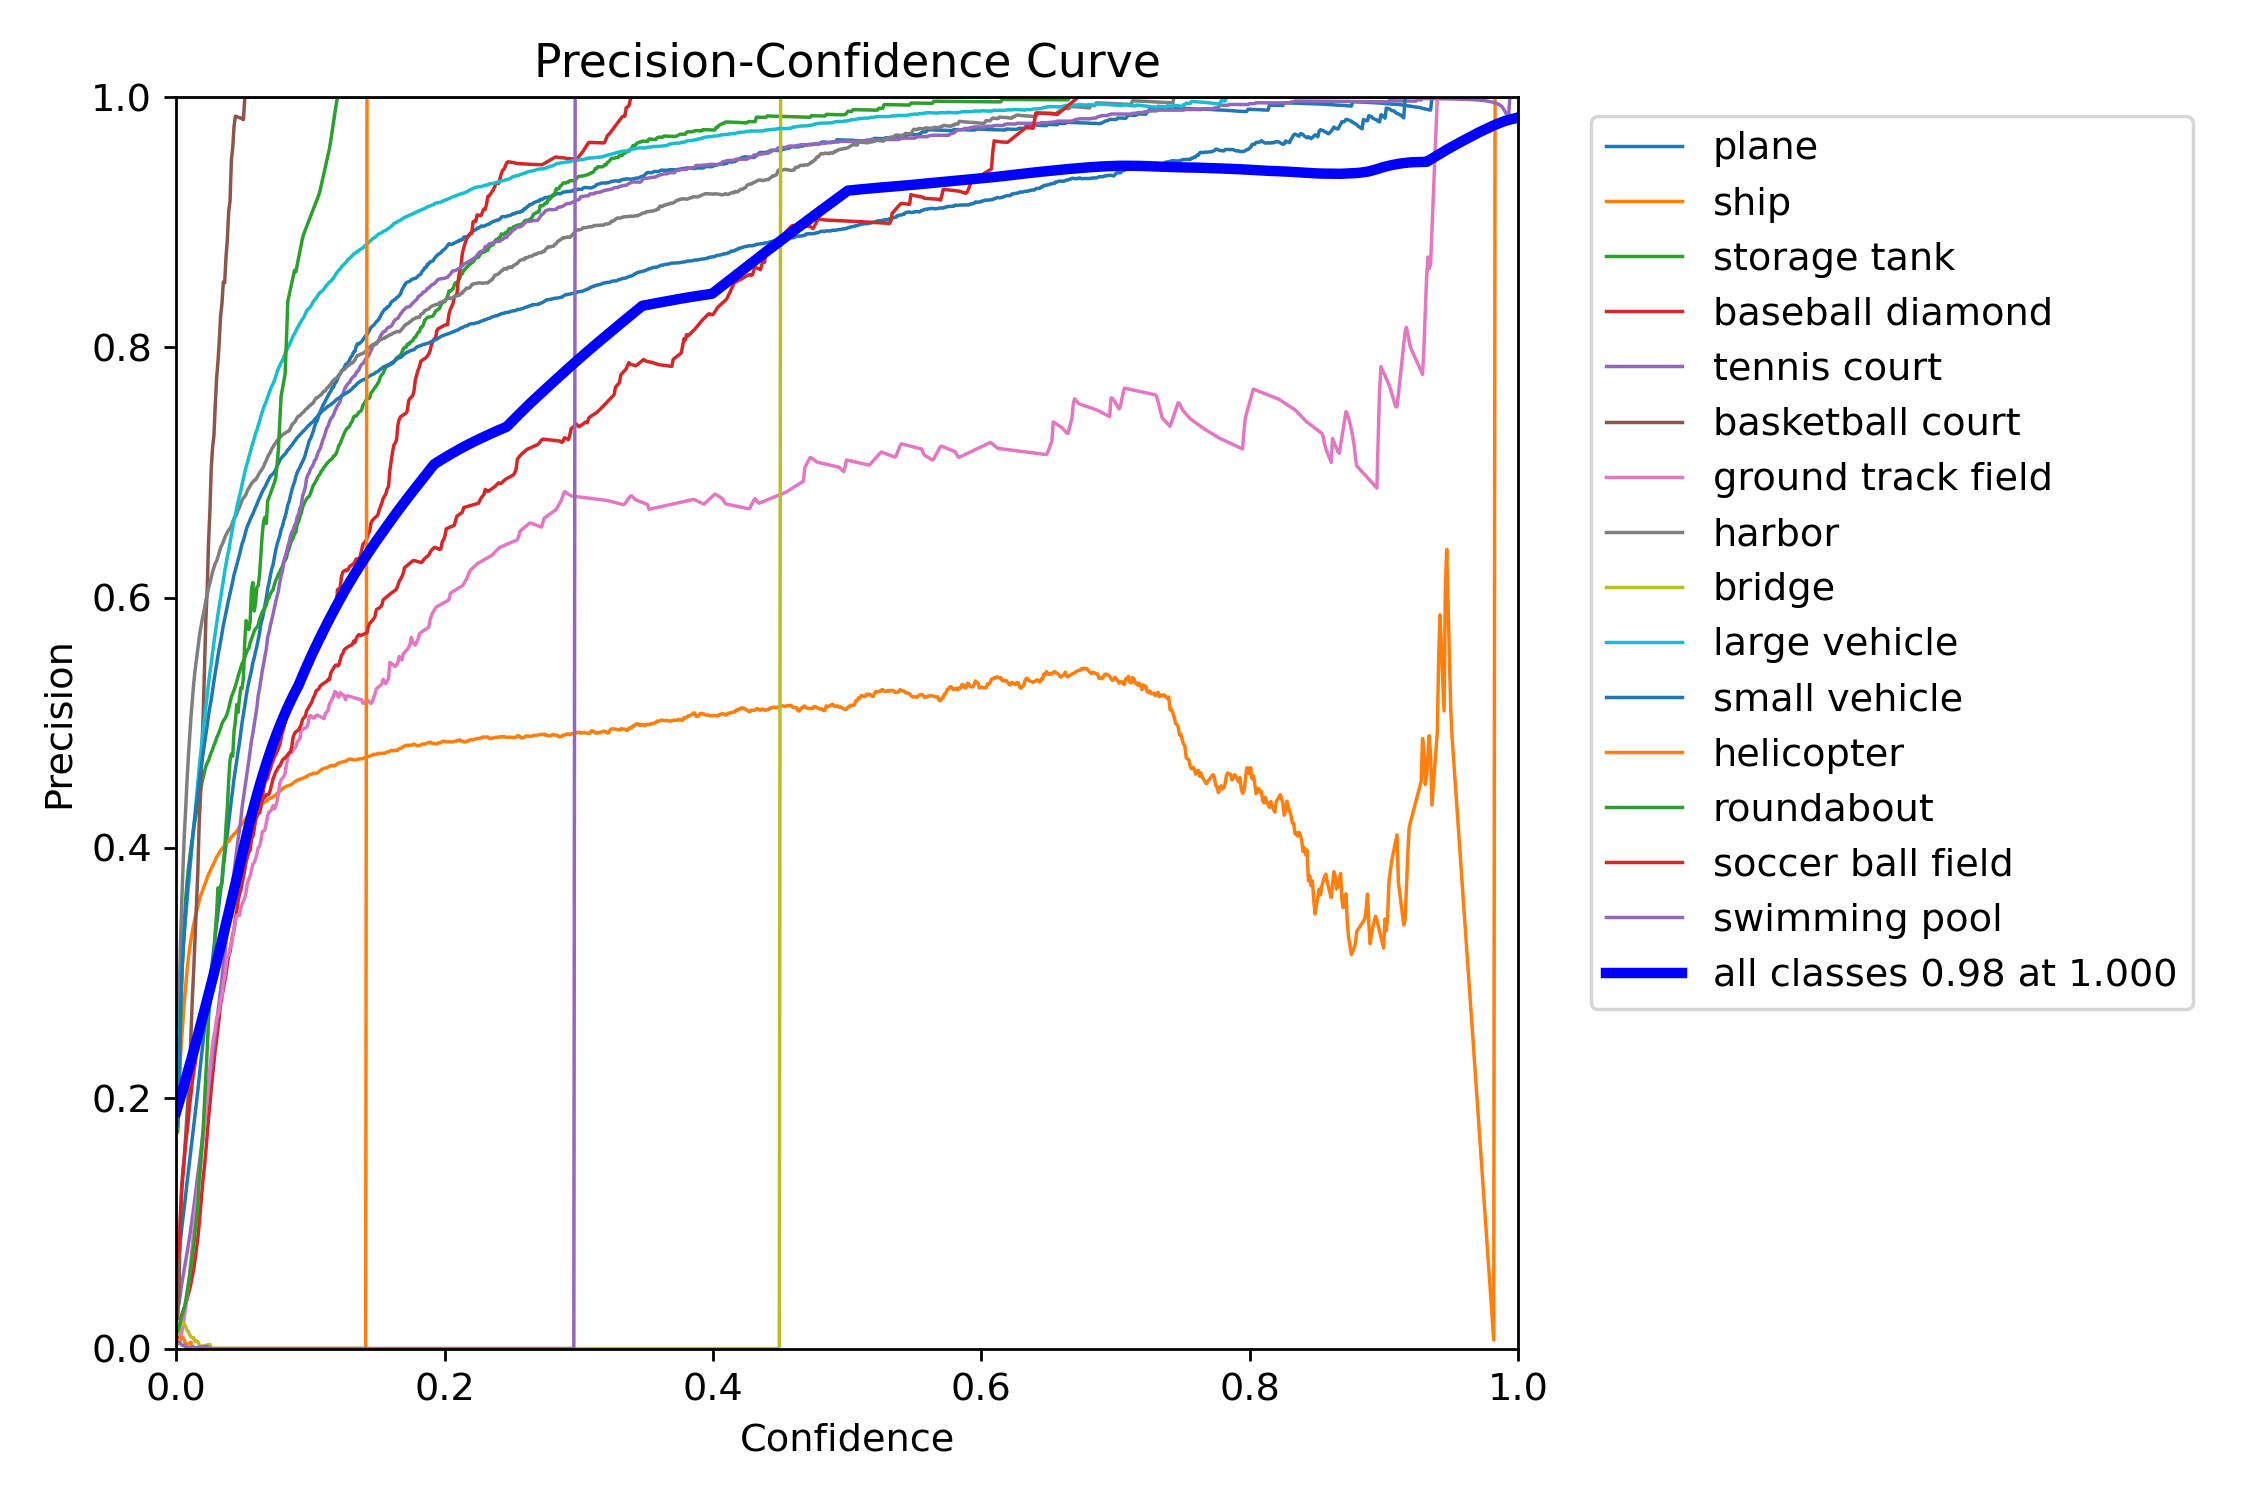 Precision-Confidence Curve
1.0
0.8
0.6
0.4
0.2
0.0
Precision
0.0 0.2 0.4 0.6 0.8 1.0
Confidence
plane
ship
storage tank
baseball diamond
tennis court
basketball court
ground track field
harbor
bridge
large vehicle
small vehicle
helicopter
roundabout
soccer ball field
swimming pool
all classes 0.98 at 1.000